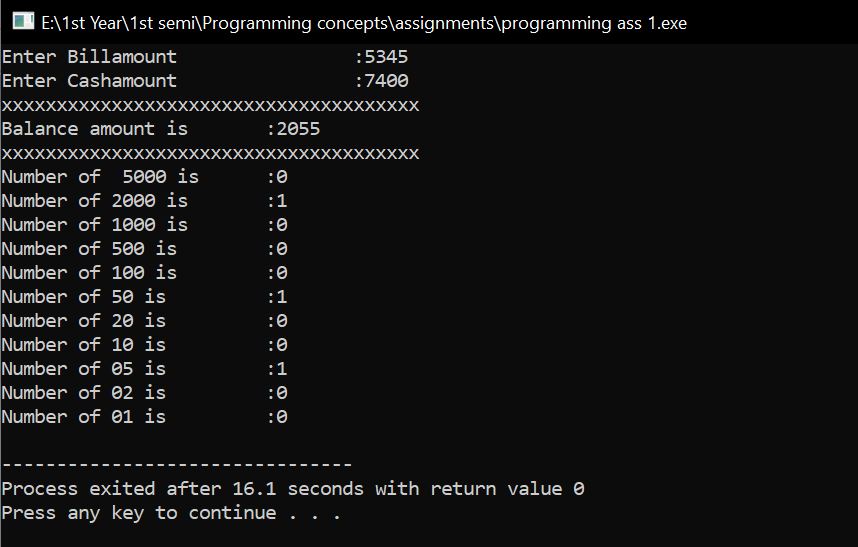 E:\1st Year\1st semi\Programming concepts\assignments\programming ass 1.exe
Enter Billamount                :5345
Enter Cashamount                :7400
xxxxxxxxxxxxxxxxxxxxxxxxxxxxxxxxxxxxxx
Balance amount is       :2055
xxxxxxxxxxxxxxxxxxxxxxxxxxxxxxxxxxxxxx
Number of  5000 is      :0
Number of 2000 is       :1
Number of 1000 is       :0
Number of 500 is        :0
Number of 100 is        :0
Number of 50 is         :1
Number of 20 is         :0
Number of 10 is         :0
Number of 05 is         :1
Number of 02 is         :0
Number of 01 is         :0
--------------------------------
Process exited after 16.1 seconds with return value 0
Press any key to continue . . .